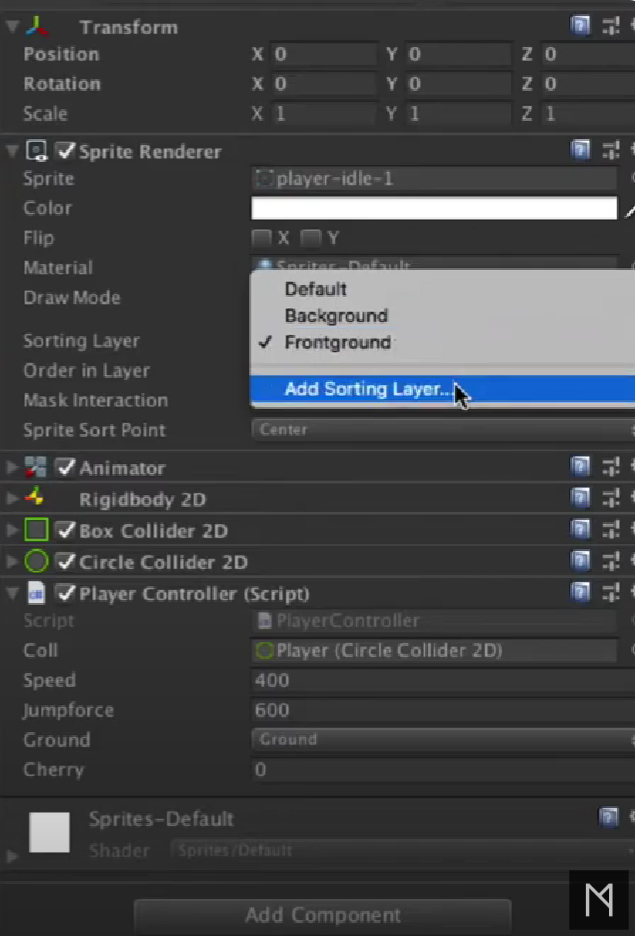 Transform
Position X 0 Y 0 Z 0
Rotation X 0 Y 0 Z 0
Scale X 1 Y 1 Z 1
Sprite Renderer
Sprite player-idle-1
Color
Flip X Y
Material Sprites-Default
Draw Mode
Default
Background
Sorting Layer ✓ Frontground
Order in Layer
Add Sorting Layer...
Mask Interaction
Sprite Sort Point Center
Animator
Rigidbody 2D
Box Collider 2D
Circle Collider 2D
Player Controller (Script)
Script PlayerController
Coll Player (Circle Collider 2D)
Speed 400
Jumpforce 600
Ground Ground
Cherry 0
Sprites-Default
Shader Sprites/Default
Add Component
M